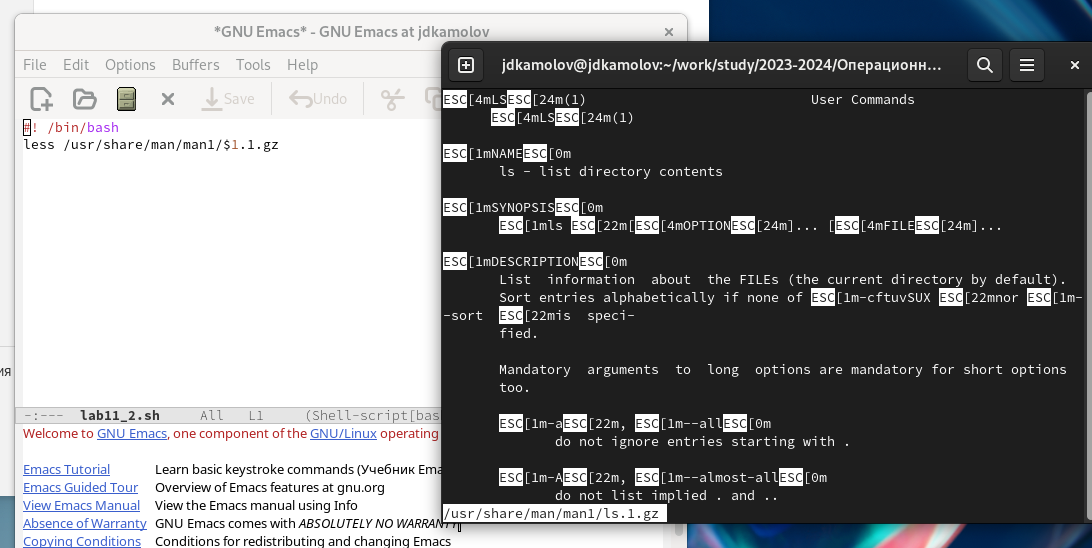 *GNU Emacs* - GNU Emacs at jdkamolov
File Edit Options Buffers Tools Help
Save Undo
#! /bin/bash
less /usr/share/man/man1/$1.1.gz
-:--- lab11_2.sh All L1 (Shell-script[bas
Welcome to GNU Emacs, one component of the GNU/Linux operating
Emacs Tutorial Learn basic keystroke commands (Учебник Ema
Emacs Guided Tour Overview of Emacs features at gnu.org
View Emacs Manual View the Emacs manual using Info
Absence of Warranty GNU Emacs comes with ABSOLUTELY NO WARRANTY
Copying Conditions Conditions for redistributing and changing Emacs
ия
jdkamolov@jdkamolov:~/work/study/2023-2024/Операционн...
ESC[4mLSESC[24m(1) User Commands
ESC[4mLSESC[24m(1)
ESC[1mNAMEESC[0m
ls - list directory contents
ESC[1mSYNOPSISESC[0m
ESC[1mls ESC[22m[ESC[4mOPTIONESC[24m]... [ESC[4mFILEESC[24m]...
ESC[1mDESCRIPTIONESC[0m
List information about the FILEs (the current directory by default).
Sort entries alphabetically if none of ESC[1m-cftuvSUX ESC[22mnor ESC[1m-
-sort ESC[22mis speci-
fied.
Mandatory arguments to long options are mandatory for short options
too.
ESC[1m-aESC[22m, ESC[1m--allESC[0m
do not ignore entries starting with .
ESC[1m-AESC[22m, ESC[1m--almost-allESC[0m
do not list implied . and ..
/usr/share/man/man1/ls.1.gz